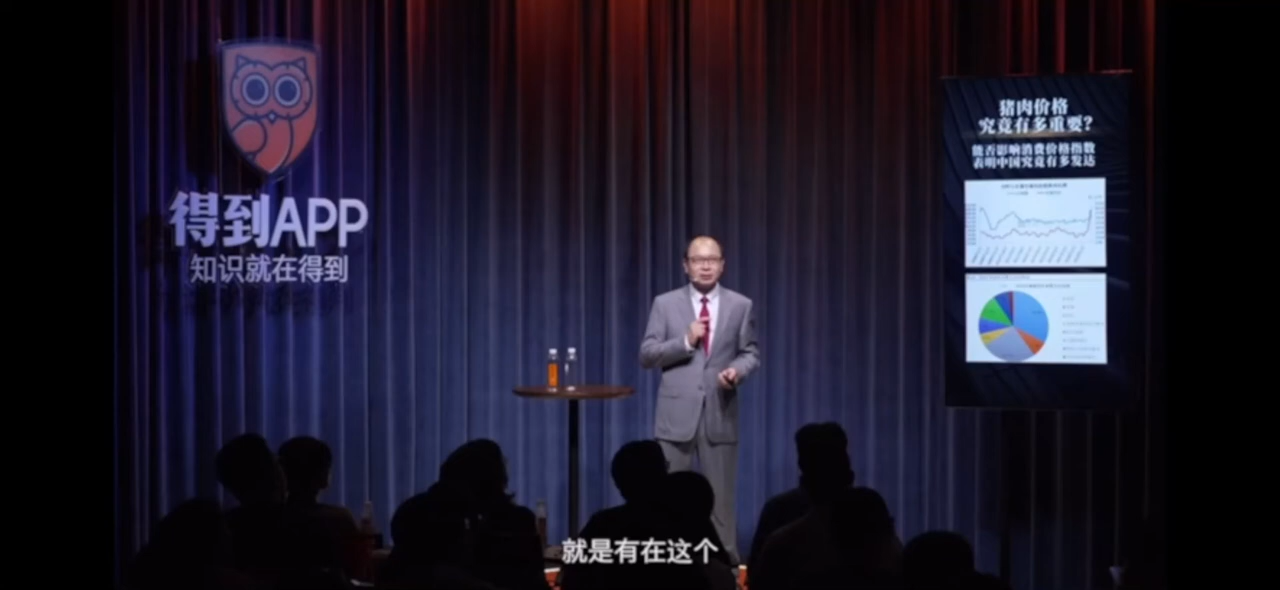 得到APP
知识就在得到
猪肉价格
究竟有多重要?
能否影响消费价格指数
表明中国究竟有多发达
就是有在这个